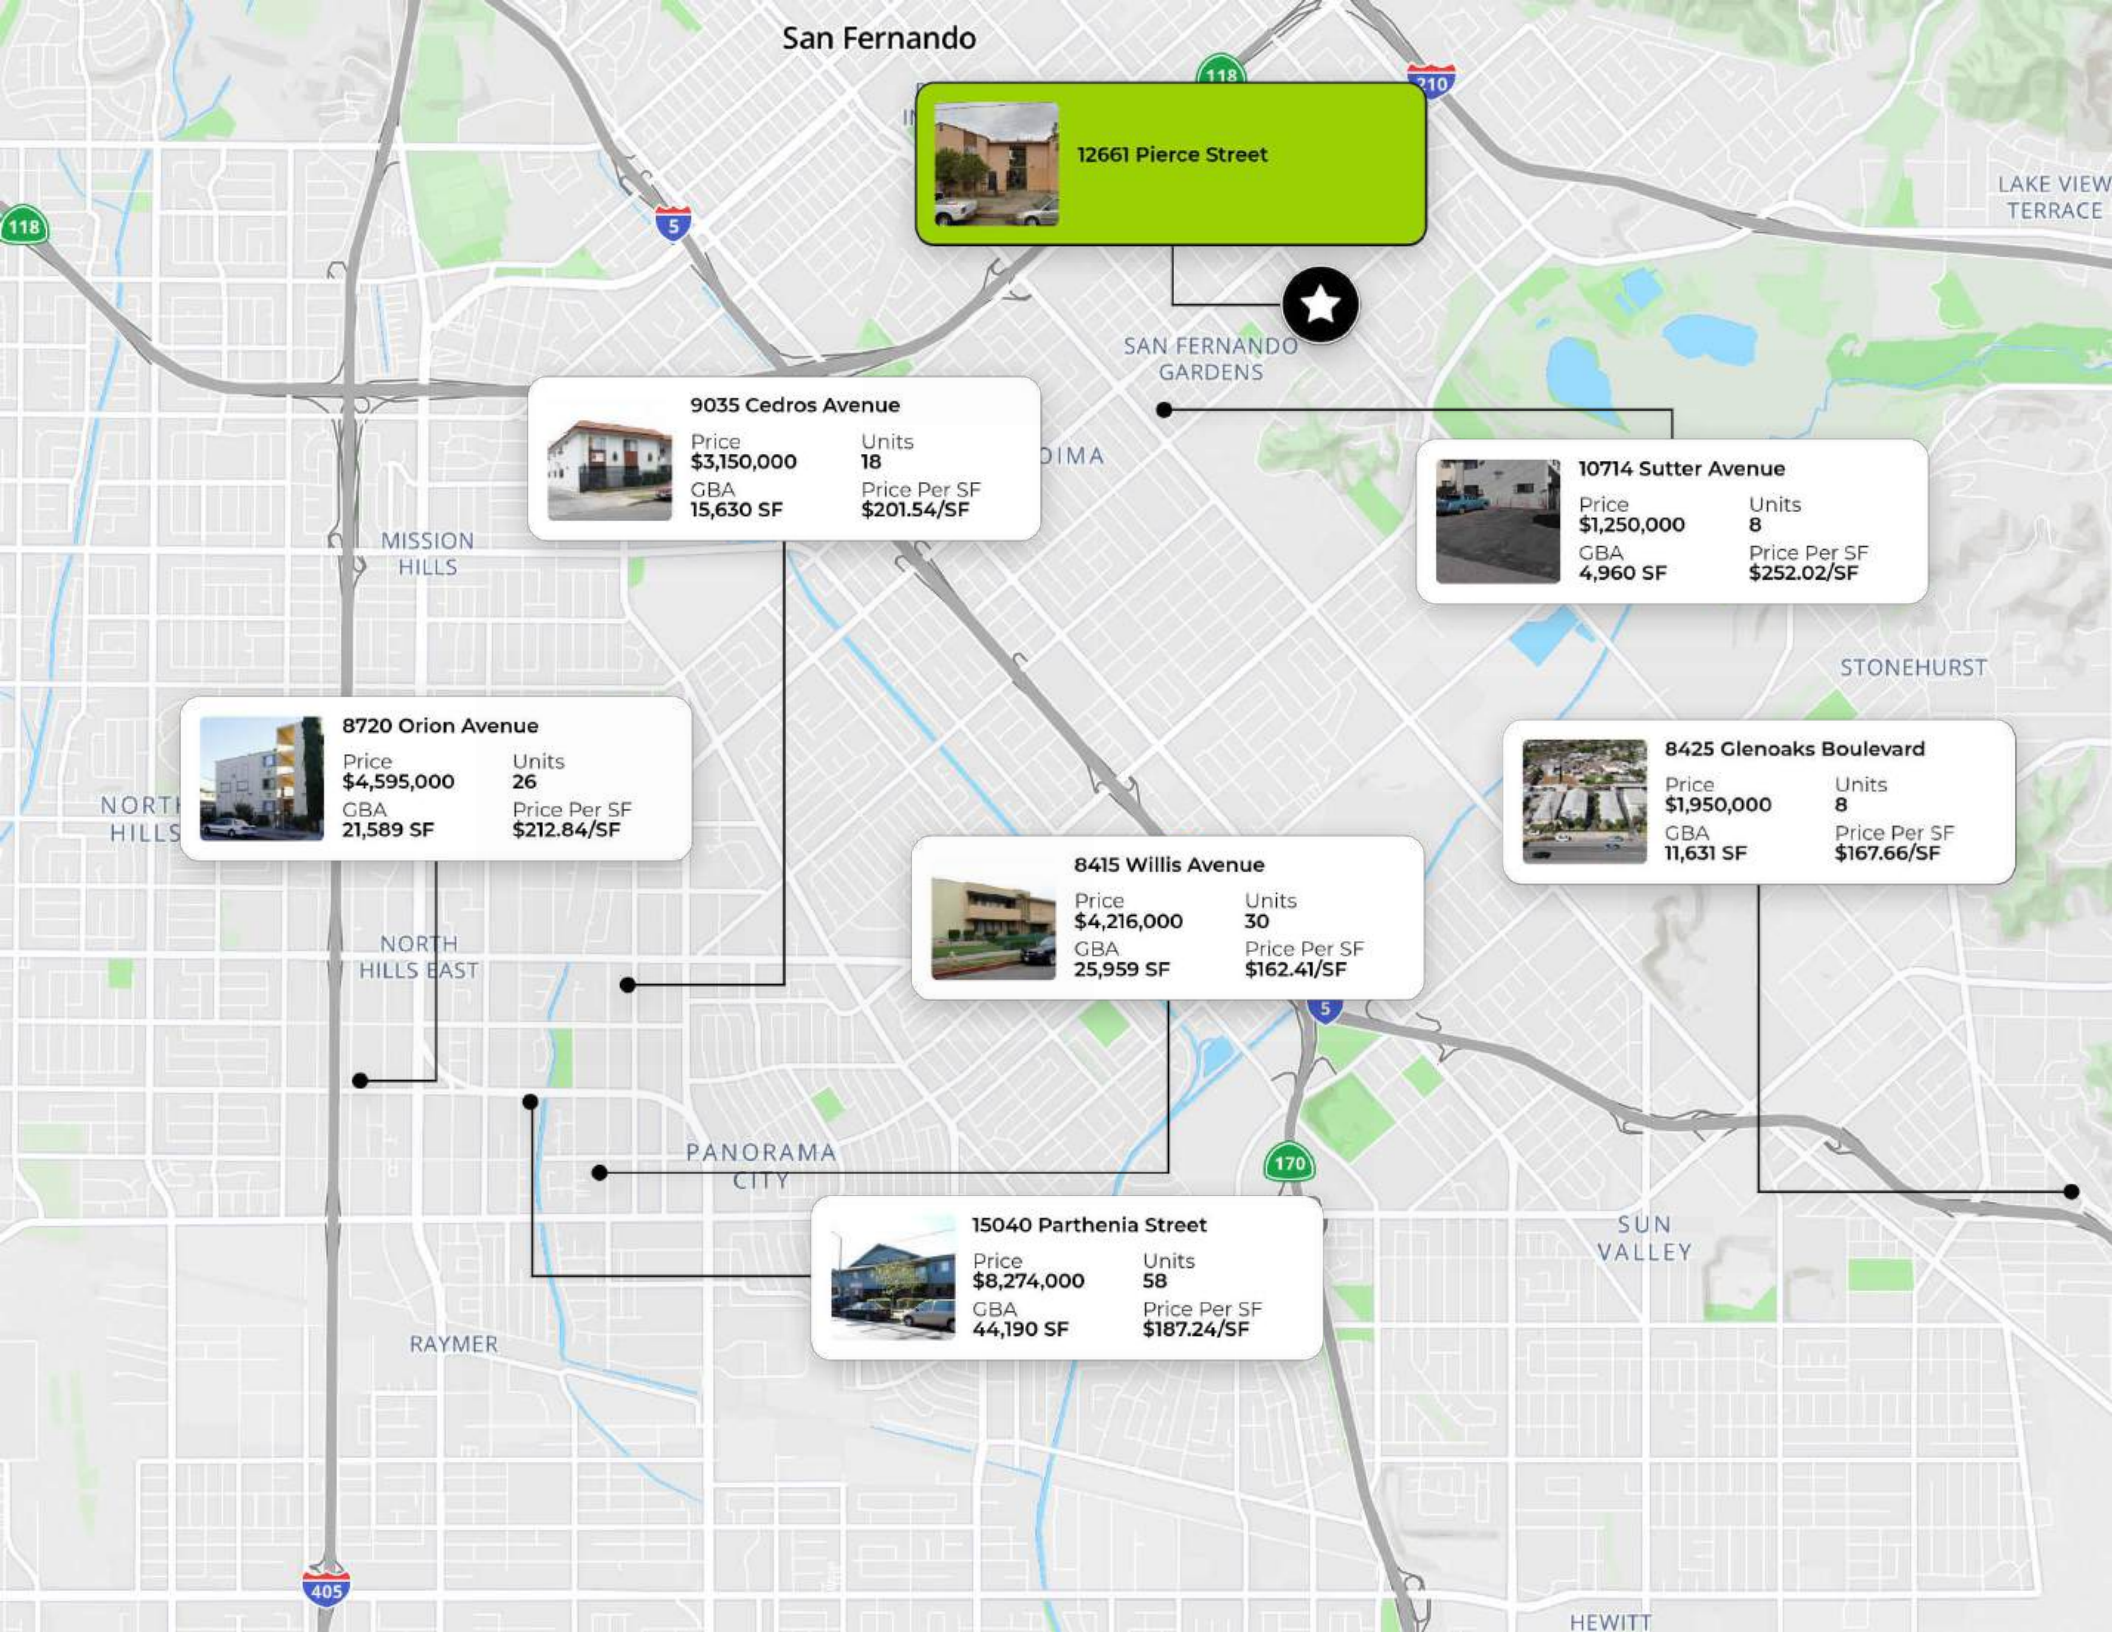 San Fernando
118
210
12661 Pierce Street
LAKE VIEW
TERRACE
118
5
SAN FERNANDO
GARDENS
9035 Cedros Avenue
Price
Units
$3,150,000
18
GBA
Price Per SF
15,630 SF
$201.54/SF
10714 Sutter Avenue
Price
Units
$1,250,000
8
GBA
Price Per SF
4,960 SF
$252.02/SF
MISSION
HILLS
STONEHURST
8720 Orion Avenue
Price
Units
$4,595,000
26
GBA
Price Per SF
21,589 SF
$212.84/SF
8425 Glenoaks Boulevard
Price
Units
$1,950,000
8
GBA
Price Per SF
11,631 SF
$167.66/SF
NORTH
HILLS
8415 Willis Avenue
Price
Units
$4,216,000
30
GBA
Price Per SF
25,959 SF
$162.41/SF
NORTH
HILLS EAST
5
PANORAMA
CITY
170
15040 Parthenia Street
Price
Units
$8,274,000
58
GBA
Price Per SF
44,190 SF
$187.24/SF
SUN
VALLEY
RAYMER
405
HEWITT